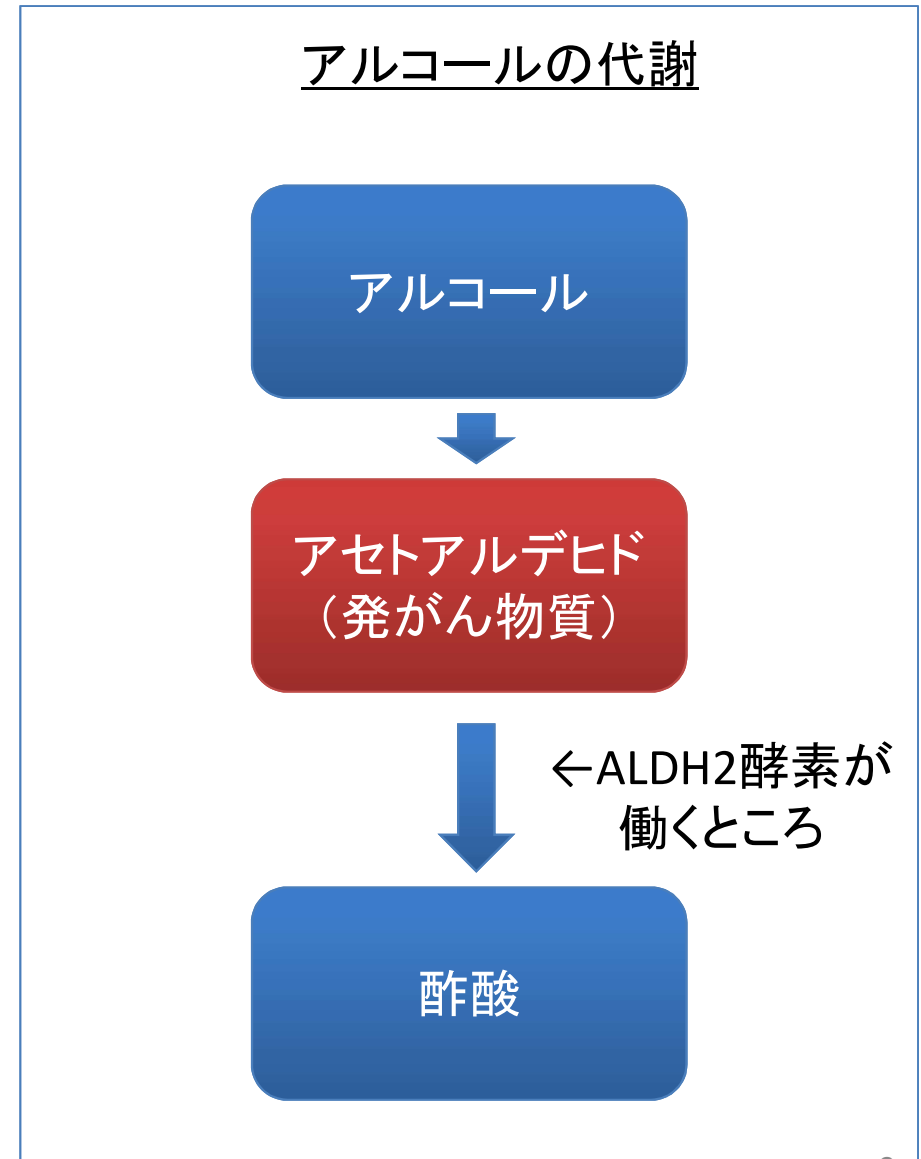 アルコールの代謝
アルコール
アセトアルデヒド
（発がん物質）
←ALDH2酵素が
働くところ
酢酸